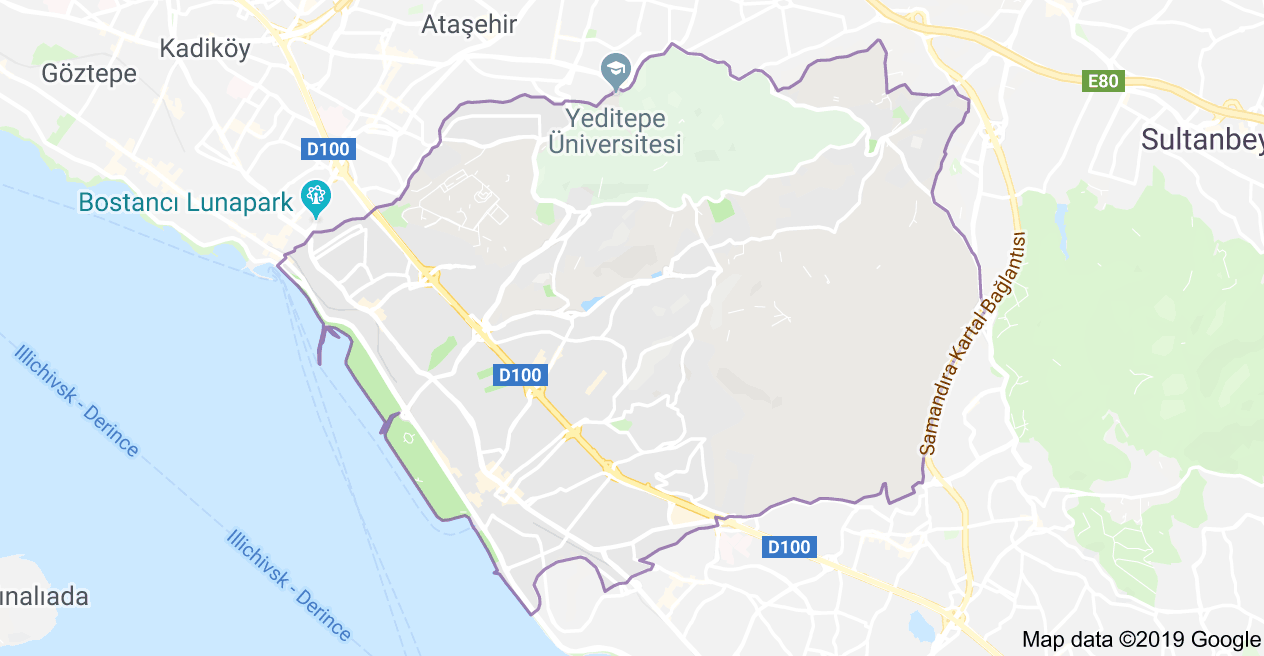 Ataşehir
Kadiköy
Göztepe
E80
Yeditepe
Üniversitesi
Sultanbey
D100
Bostancı Lunapark
Samandıra Kartal Bağlantısı
D100
Illichivsk - Derince
Illichivsk - Derince
D100
ınalıada
Map data ©2019 Google